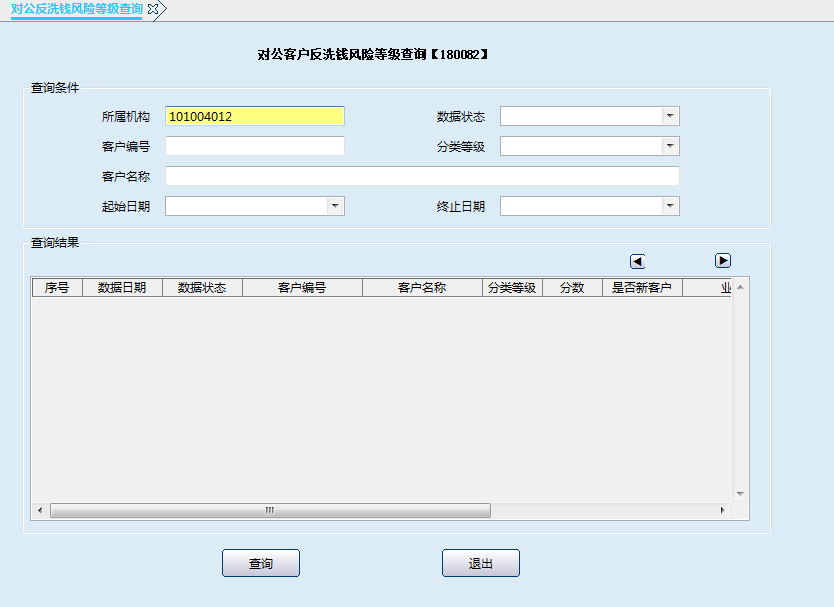 对公反洗钱风险等级查询
对公客户反洗钱风险等级查询【180082】
查询条件
所属机构 101004012 数据状态
客户编号 分类等级
客户名称
起始日期 终止日期
查询结果
序号 数据日期 数据状态 客户编号 客户名称 分类等级 分数 是否新客户 业
查询 退出